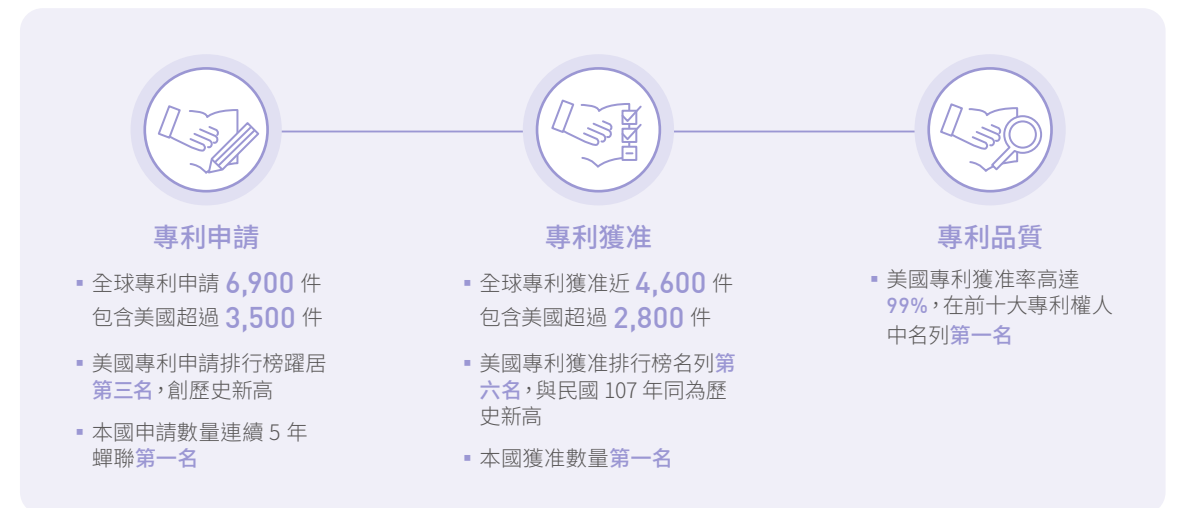 專利申請
▪ 全球專利申請 6,900 件
包含美國超過 3,500 件
▪ 美國專利申請排行榜躍居
第三名，創歷史新高
▪ 本國申請數量連續 5 年
蟬聯第一名
專利獲准
▪ 全球專利獲准近 4,600 件
包含美國超過 2,800 件
▪ 美國專利獲准排行榜名列第
六名，與民國 107 年同為歷
史新高
▪ 本國獲准數量第一名
專利品質
▪ 美國專利獲准率高達
99%，在前十大專利權人
中名列第一名